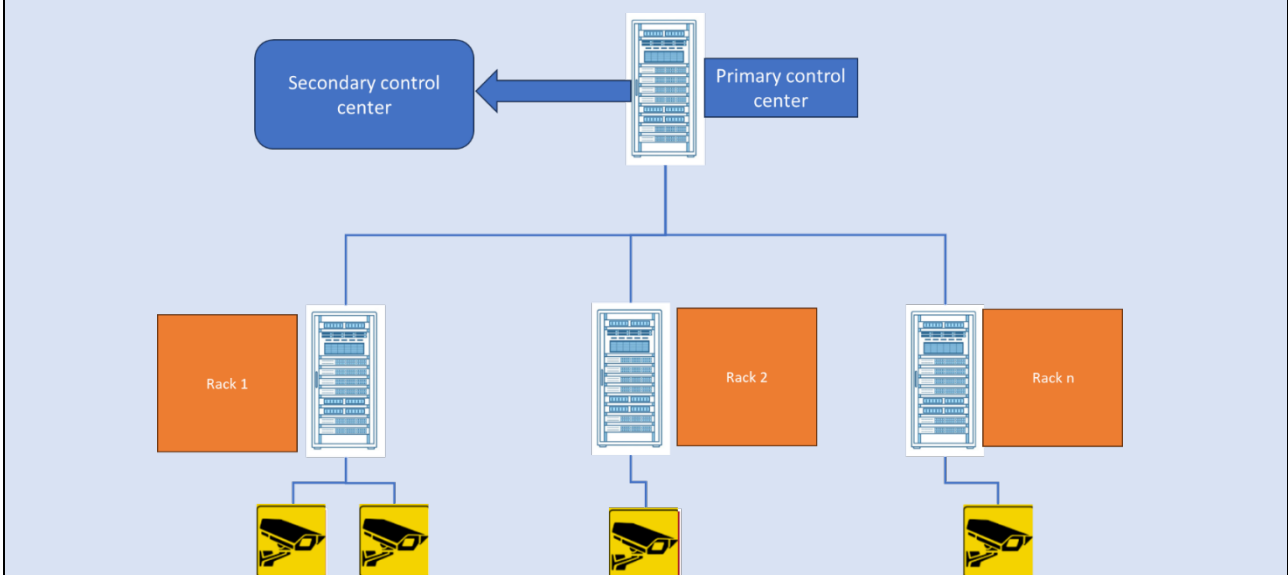 Secondary control
center
Primary control
center
Rack 1
Rack 2
Rack n